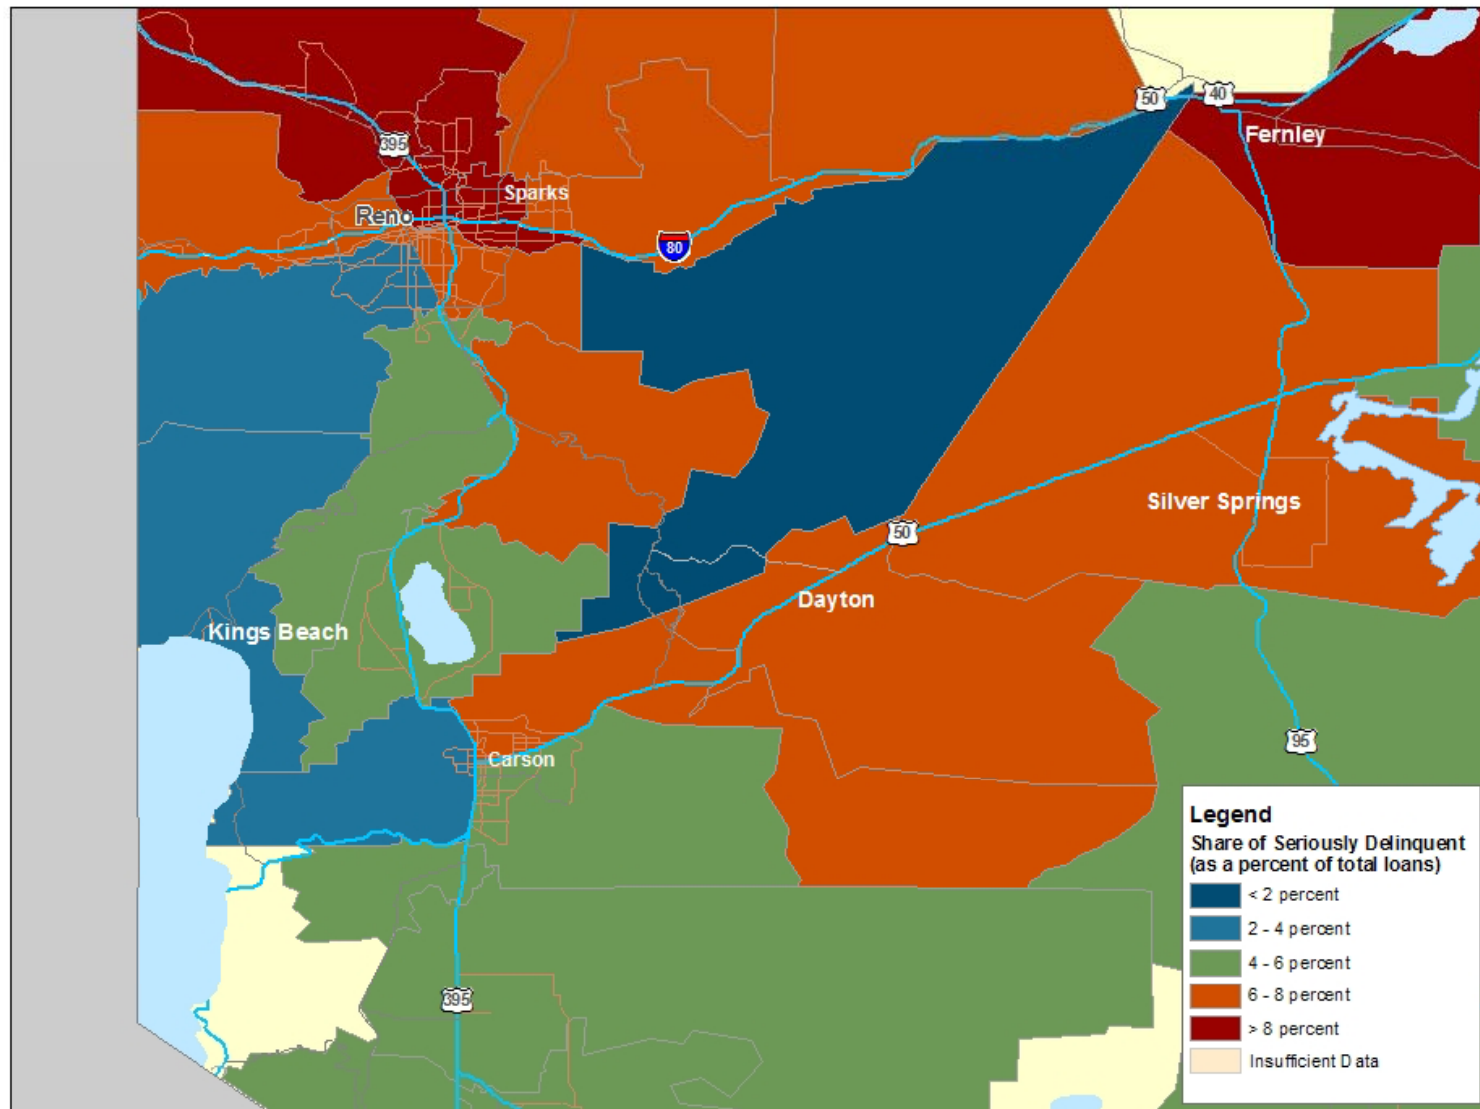 50
40
Fernley
395
Sparks
Reno
80
Silver Springs
50
Dayton
Kings Beach
95
Carson
395
Legend
Share of Seriously Delinquent
(as a percent of total loans)
< 2 percent
2 - 4 percent
4 - 6 percent
6 - 8 percent
> 8 percent
Insufficient Data